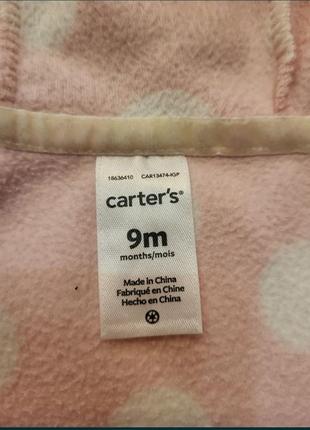 18636410 CAR13474-IGP
carter's®
9m
months/mois
Made in China
Fabriqué en Chine
Hecho en China